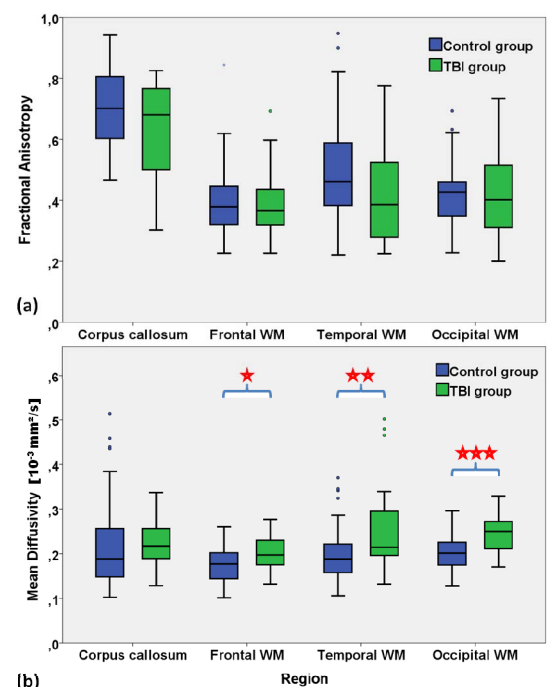 1,0
,8
,6
,4
,2
,0
Fractional Anisotropy
Control group
TBI group
(a)
Corpus callosum Frontal WM Temporal WM Occipital WM
,6
,5
,4
,3
,2
,1
,0
Mean Diffusivity [10⁻³ mm²/s]
Control group
TBI group
Corpus callosum Frontal WM Temporal WM Occipital WM
(b) Region